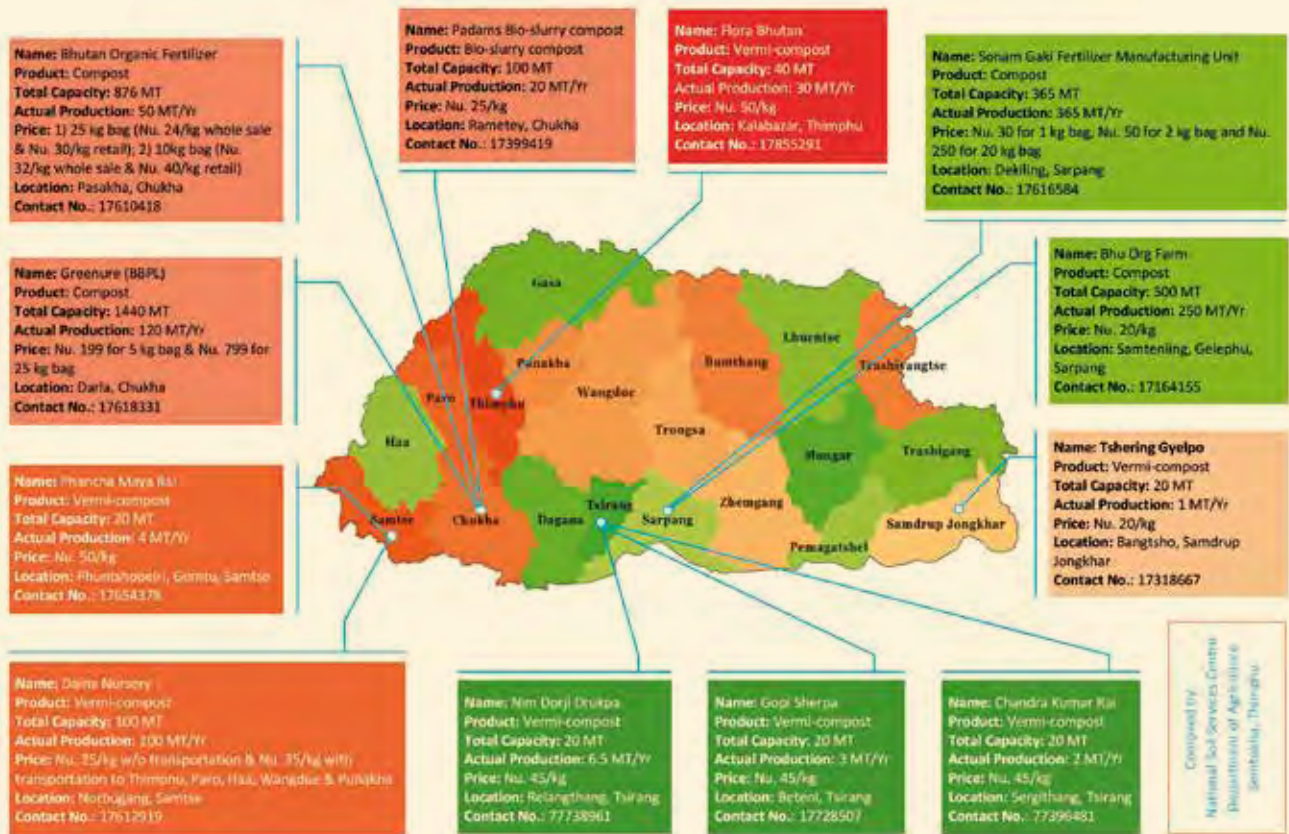 Name: Bhutan Organic Fertilizer
Product: Compost
Total Capacity: 876 MT
Actual Production: 50 MT/Yr
Price: 1) 25 kg bag (Nu. 24/kg whole sale
& Nu. 30/kg retail); 2) 10kg bag (Nu.
32/kg whole sale & Nu. 40/kg retail)
Location: Pasakha, Chukha
Contact No.: 17610418
Name: Padams Bio-slurry compost
Product: Bio-slurry compost
Total Capacity: 100 MT
Actual Production: 20 MT/Yr
Price: Nu. 25/kg
Location: Rametey, Chukha
Contact No.: 17399419
Name: Flora Bhutan
Product: Vermi-compost
Total Capacity: 40 MT
Actual Production: 30 MT/Yr
Price: Nu. 50/kg
Location: Kalabazar, Thimphu
Contact No.: 17855291
Name: Sonam Gaki Fertilizer Manufacturing Unit
Product: Compost
Total Capacity: 365 MT
Actual Production: 365 MT/Yr
Price: Nu. 30 for 1 kg bag, Nu. 50 for 2 kg bag and Nu.
250 for 20 kg bag
Location: Dekiling, Sarpang
Contact No.: 17616584
Name: Greenure (BBPL)
Product: Compost
Total Capacity: 1440 MT
Actual Production: 120 MT/Yr
Price: Nu. 199 for 5 kg bag & Nu. 799 for
25 kg bag
Location: Darla, Chukha
Contact No.: 17618331
Name: Bhu Org Farm
Product: Compost
Total Capacity: 500 MT
Actual Production: 250 MT/Yr
Price: Nu. 20/kg
Location: Samtenling, Gelephu,
Sarpang
Contact No.: 17164155
Gasa
Punakha
Paro
Thimphu
Wangdue
Bumthang
Lhuentse
Trashiyangtse
Haa
Trongsa
Mongar
Trashigang
Samtse
Chukha
Dagana
Tsirang
Sarpang
Zhemgang
Pemagatshel
Samdrup Jongkhar
Name: Phancha Maya Rai
Product: Vermi-compost
Total Capacity: 20 MT
Actual Production: 4 MT/Yr
Price: Nu. 50/kg
Location: Gomtu, Samtse
Contact No.: 17654379
Name: Tshering Gyelpo
Product: Vermi-compost
Total Capacity: 20 MT
Actual Production: 1 MT/Yr
Price: Nu. 20/kg
Location: Bangtsho, Samdrup
Jongkhar
Contact No.: 17318667
Name: Nursery
Product: Vermi-compost
Total Capacity: 100 MT
Actual Production: 100 MT/Yr
Price: Nu. 25/kg w/o transportation & Nu. 35/kg with
transportation to Thimphu, Paro, Haa, Wangdue & Punakha
Location: Norbugang, Samtse
Contact No.: 17612919
Name: Nim Dorji Drukpa
Product: Vermi-compost
Total Capacity: 20 MT
Actual Production: 6.5 MT/Yr
Price: Nu. 45/kg
Location: Relangthang, Tsirang
Contact No.: 77738961
Name: Gopi Sherpa
Product: Vermi-compost
Total Capacity: 20 MT
Actual Production: 3 MT/Yr
Price: Nu. 45/kg
Location: Beteni, Tsirang
Contact No.: 17728507
Name: Chandra Kumar Rai
Product: Vermi-compost
Total Capacity: 20 MT
Actual Production: 2 MT/Yr
Price: Nu. 45/kg
Location: Sergithang, Tsirang
Contact No.: 77396481
Compiled by
National Soil Services Centre
Department of Agriculture
Semtokha, Thimphu